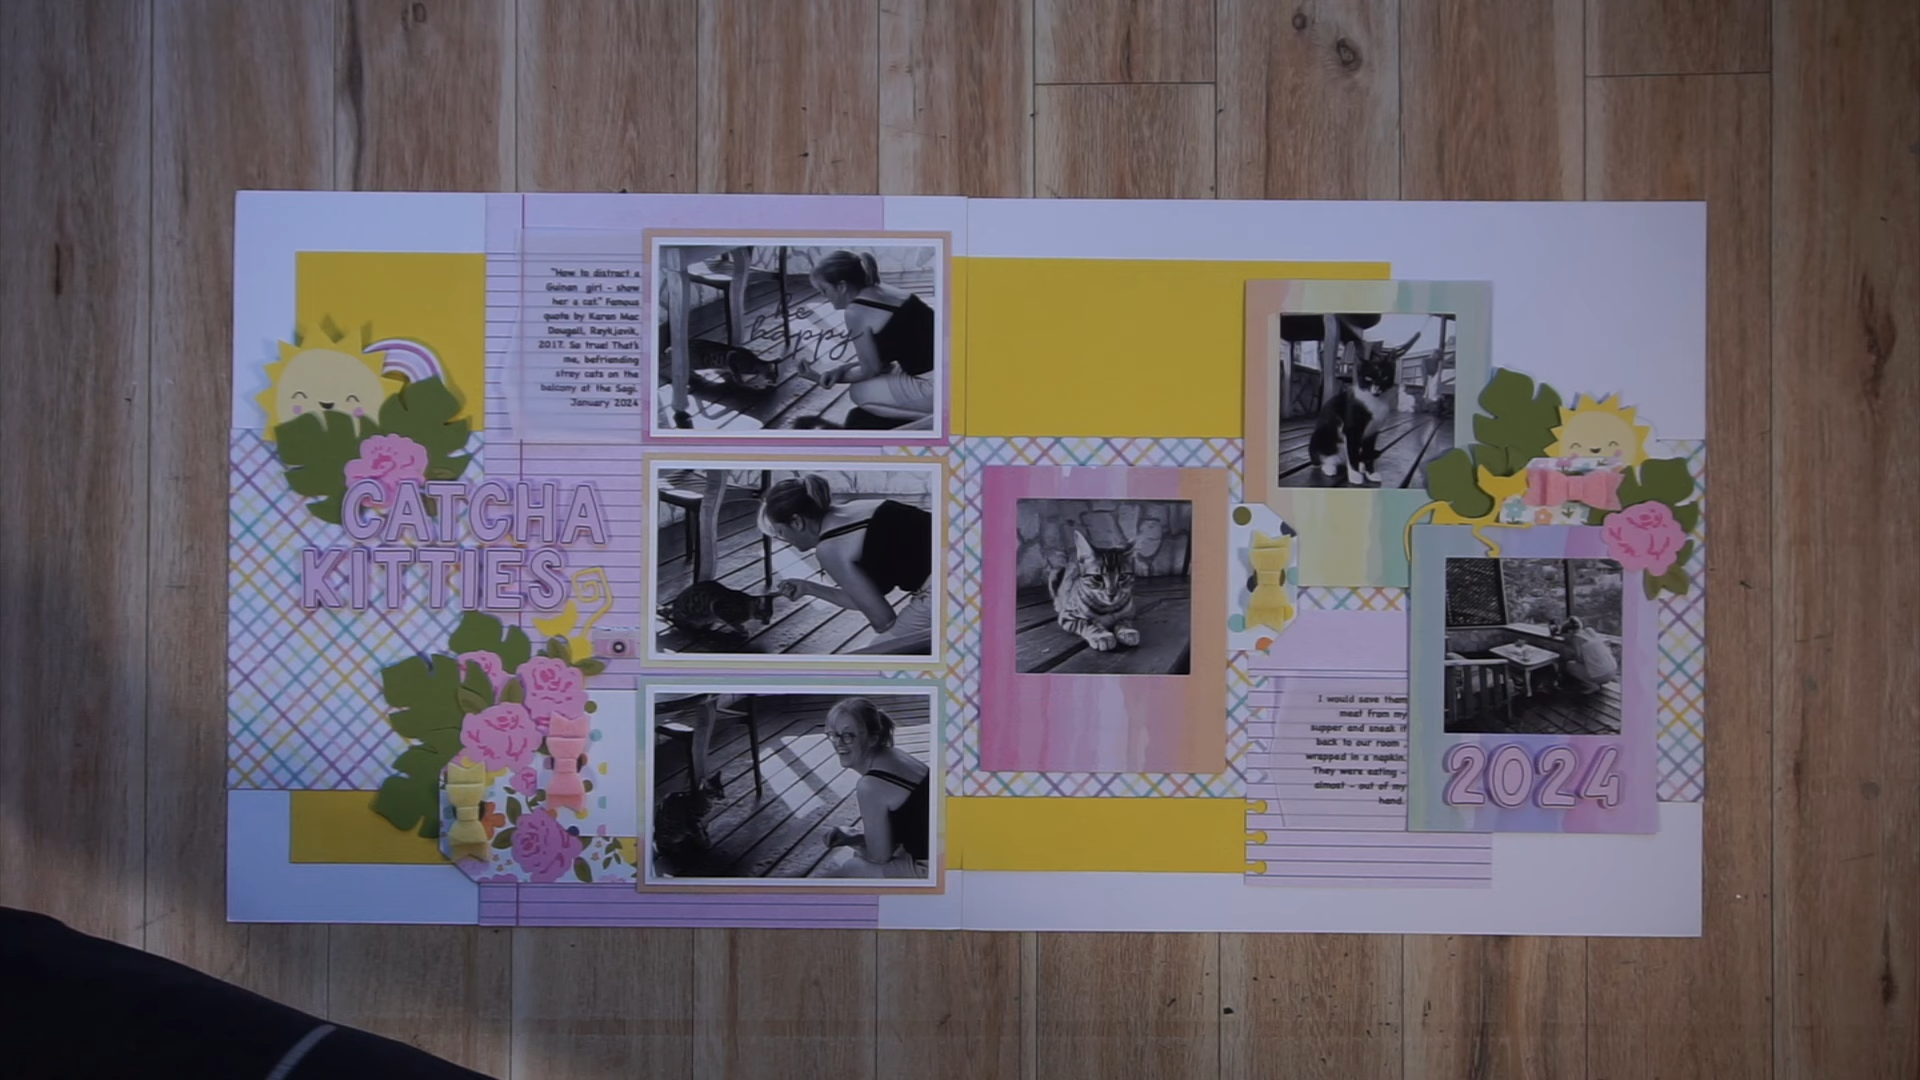 "How to distract a
Guinan girl - show
her a cat." Famous
quote by Karen Mac
Dougall, Reykjavik,
2017. So true! That's
me, befriending
stray cats on the
balcony at the Sagi.
January 2024
be
happy
CATCHA
KITTIES
I would save them
meat from my
supper and sneak it
back to our room,
wrapped in a napkin.
They were eating -
almost - out of my
hand.
2024